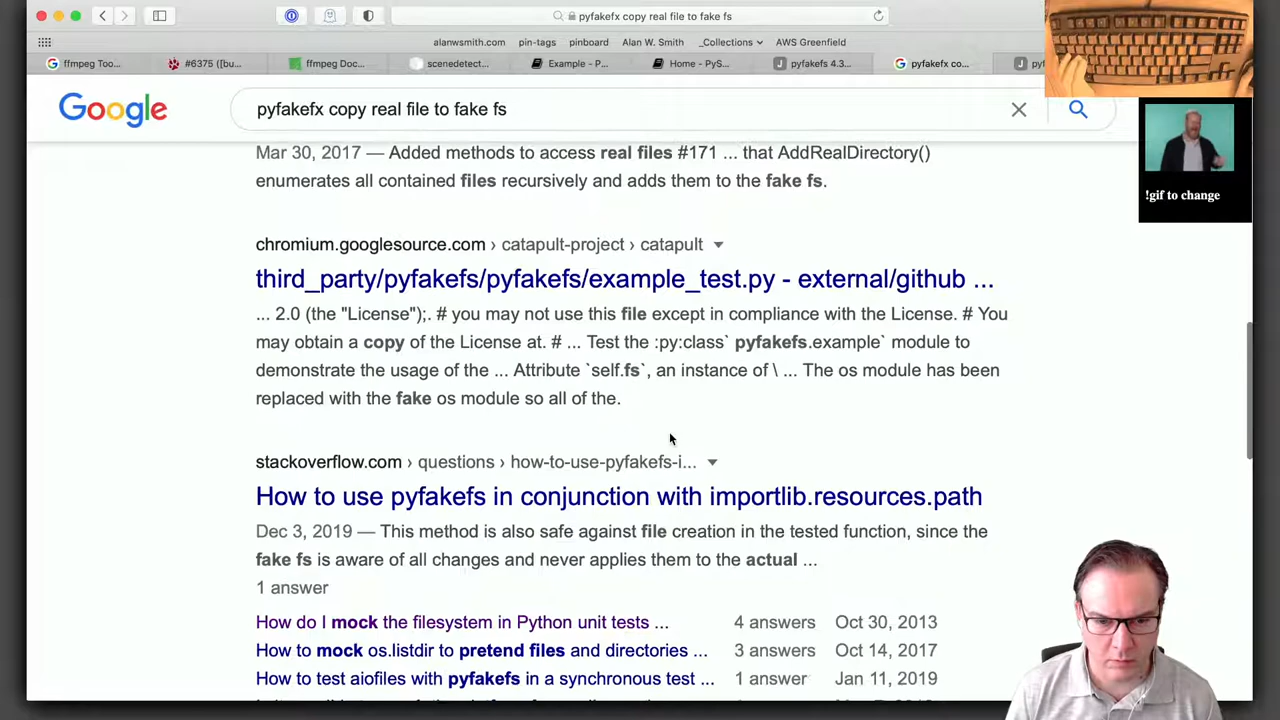 pyfakefx copy real file to fake fs
alanwsmith.com pin-tags pinboard Alan W. Smith _Collections AWS Greenfield
ffmpeg Too... #6375 ([bu... ffmpeg Doc... scenedetect... Example - P... Home - PyS... pyfakefs 4.3... pyfakefx co... pyf
Google pyfakefx copy real file to fake fs
Mar 30, 2017 — Added methods to access real files #171 ... that AddRealDirectory()
enumerates all contained files recursively and adds them to the fake fs.
!gif to change
chromium.googlesource.com › catapult-project › catapult
third_party/pyfakefs/pyfakefs/example_test.py - external/github ...
... 2.0 (the "License");. # you may not use this file except in compliance with the License. # You
may obtain a copy of the License at. # ... Test the :py:class` pyfakefs.example` module to
demonstrate the usage of the ... Attribute `self.fs`, an instance of \ ... The os module has been
replaced with the fake os module so all of the.
stackoverflow.com › questions › how-to-use-pyfakefs-i...
How to use pyfakefs in conjunction with importlib.resources.path
Dec 3, 2019 — This method is also safe against file creation in the tested function, since the
fake fs is aware of all changes and never applies them to the actual ...
1 answer
How do I mock the filesystem in Python unit tests ... 4 answers Oct 30, 2013
How to mock os.listdir to pretend files and directories ... 3 answers Oct 14, 2017
How to test aiofiles with pyfakefs in a synchronous test ... 1 answer Jan 11, 2019